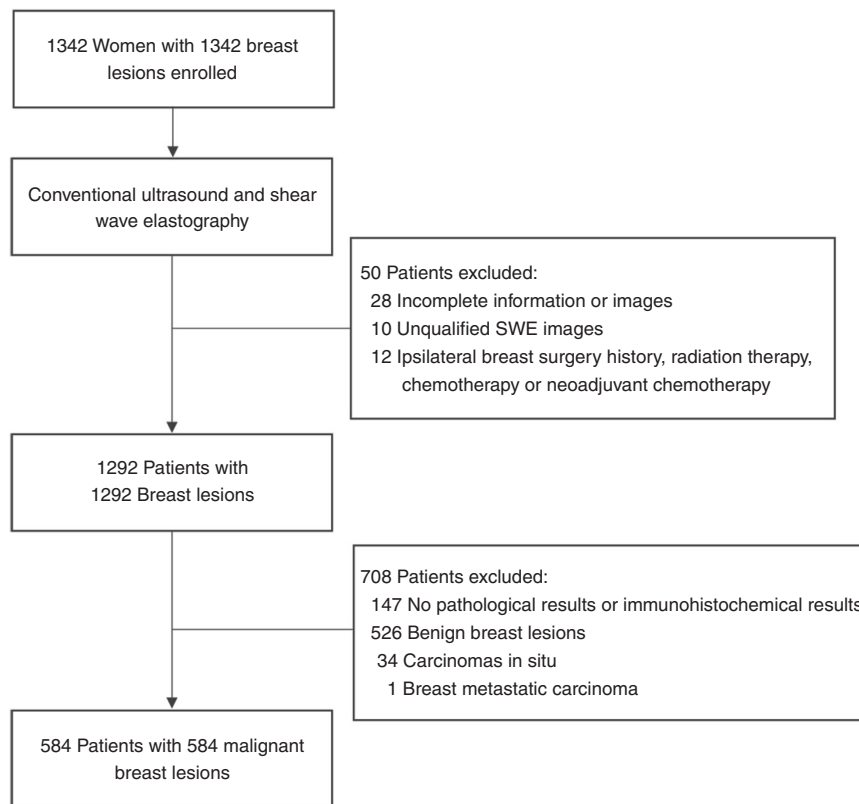 1342 Women with 1342 breast
lesions enrolled
Conventional ultrasound and shear
wave elastography
50 Patients excluded:
28 Incomplete information or images
10 Unqualified SWE images
12 Ipsilateral breast surgery history, radiation therapy,
chemotherapy or neoadjuvant chemotherapy
1292 Patients with
1292 Breast lesions
708 Patients excluded:
147 No pathological results or immunohistochemical results
526 Benign breast lesions
34 Carcinomas in situ
1 Breast metastatic carcinoma
584 Patients with 584 malignant
breast lesions